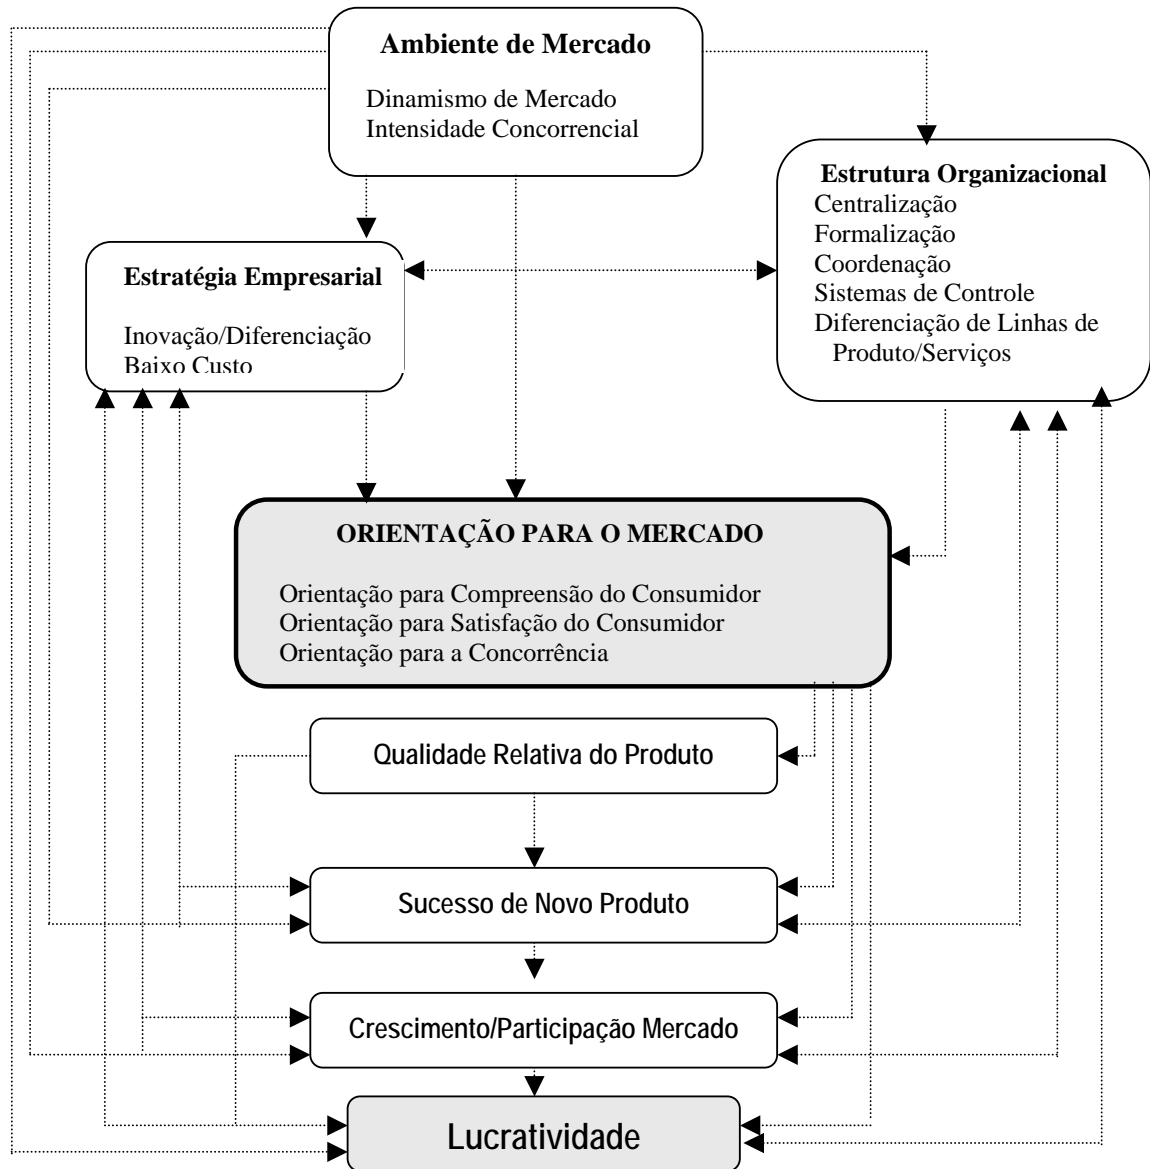 Ambiente de Mercado
Dinamismo de Mercado
Intensidade Concorrencial
Estrutura Organizacional
Centralização
Formalização
Coordenação
Sistemas de Controle
Diferenciação de Linhas de
Produto/Serviços
Estratégia Empresarial
Inovação/Diferenciação
Baixo Custo
ORIENTAÇÃO PARA O MERCADO
Orientação para Compreensão do Consumidor
Orientação para Satisfação do Consumidor
Orientação para a Concorrência
Qualidade Relativa do Produto
Sucesso de Novo Produto
Crescimento/Participação Mercado
Lucratividade